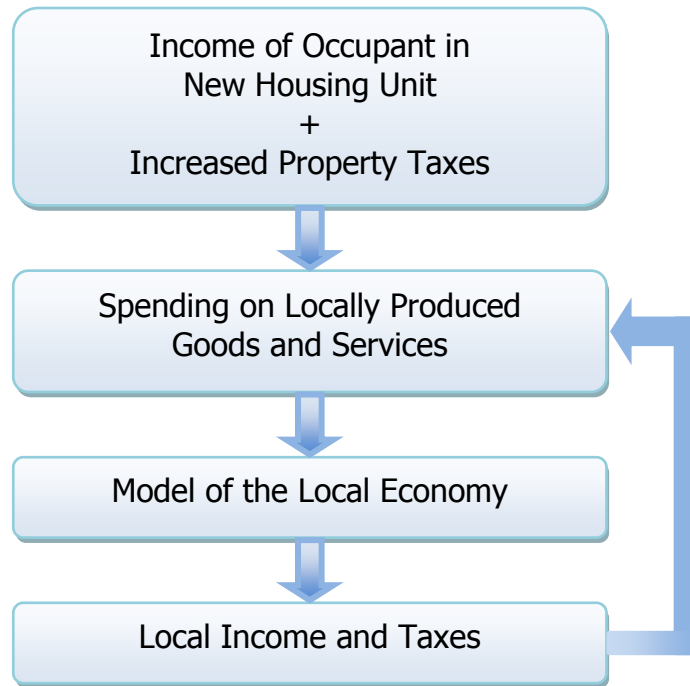 Income of Occupant in
New Housing Unit
+
Increased Property Taxes
Spending on Locally Produced
Goods and Services
Model of the Local Economy
Local Income and Taxes